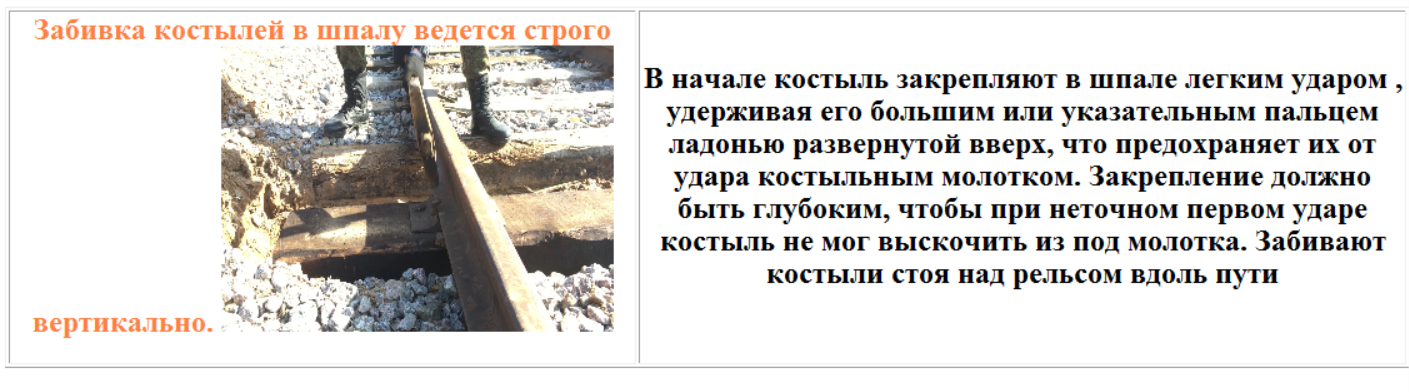 Забивка костылей в шпалу ведется строго
вертикально.
В начале костыль закрепляют в шпале легким ударом ,
удерживая его большим или указательным пальцем
ладонью развернутой вверх, что предохраняет их от
удара костыльным молотком. Закрепление должно
быть глубоким, чтобы при неточном первом ударе
костыль не мог выскочить из под молотка. Забивают
костыли стоя над рельсом вдоль пути